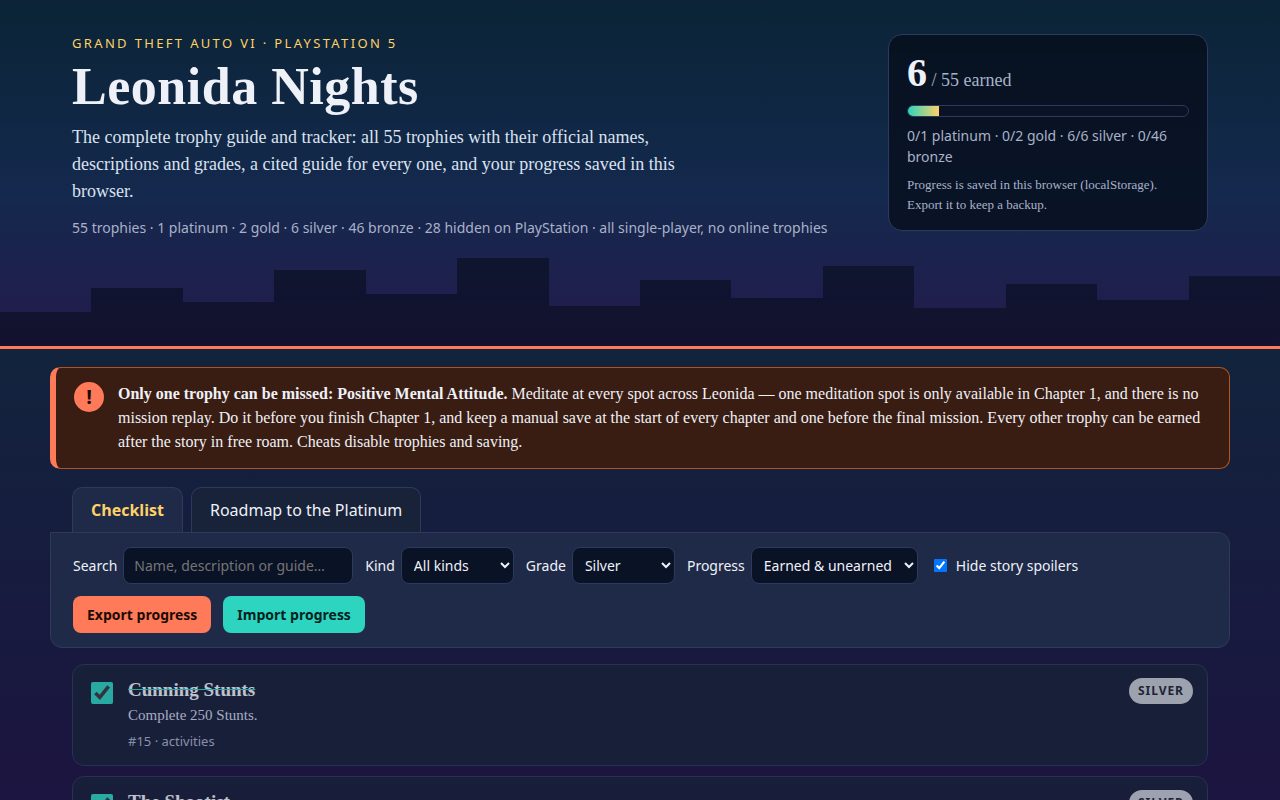 GRAND THEFT AUTO VI · PLAYSTATION 5
Leonida Nights
The complete trophy guide and tracker: all 55 trophies with their official names,
descriptions and grades, a cited guide for every one, and your progress saved in this
browser.
55 trophies · 1 platinum · 2 gold · 6 silver · 46 bronze · 28 hidden on PlayStation · all single-player, no online trophies
6 / 55 earned
0/1 platinum · 0/2 gold · 6/6 silver · 0/46
bronze
Progress is saved in this browser (localStorage).
Export it to keep a backup.
! Only one trophy can be missed: Positive Mental Attitude. Meditate at every spot across Leonida — one meditation spot is only available in Chapter 1, and there is no
mission replay. Do it before you finish Chapter 1, and keep a manual save at the start of every chapter and one before the final mission. Every other trophy can be earned
after the story in free roam. Cheats disable trophies and saving.
Checklist Roadmap to the Platinum
Search Name, description or guide... Kind All kinds Grade Silver Progress Earned & unearned Hide story spoilers
Export progress Import progress
Cunning Stunts SILVER
Complete 250 Stunts.
#15 · activities
The Shootist SILVER